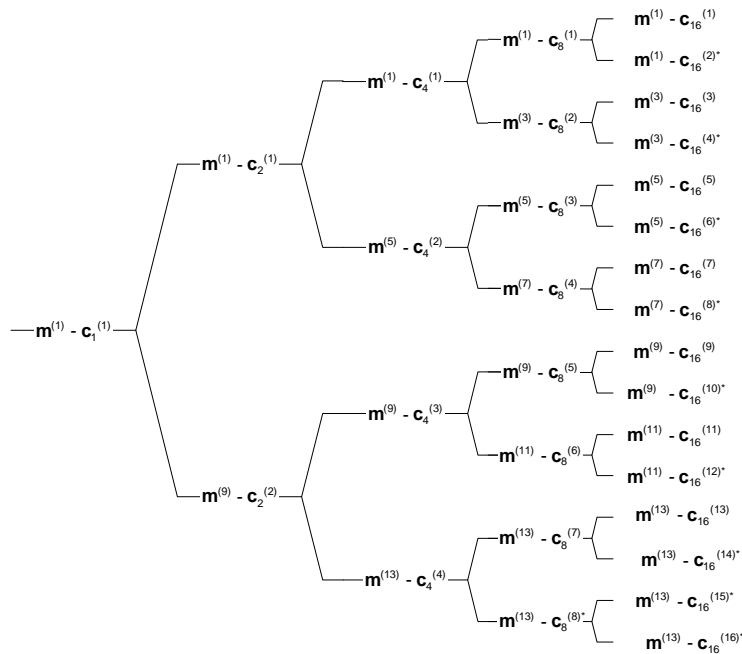 m⁽¹⁾ - c₁₆⁽¹⁾
m⁽¹⁾ - c₈⁽¹⁾
m⁽¹⁾ - c₁₆⁽²⁾*
m⁽¹⁾ - c₄⁽¹⁾
m⁽³⁾ - c₁₆⁽³⁾
m⁽³⁾ - c₈⁽²⁾
m⁽³⁾ - c₁₆⁽⁴⁾*
m⁽¹⁾ - c₂⁽¹⁾
m⁽⁵⁾ - c₁₆⁽⁵⁾
m⁽⁵⁾ - c₈⁽³⁾
m⁽⁵⁾ - c₁₆⁽⁶⁾*
m⁽⁵⁾ - c₄⁽²⁾
m⁽⁷⁾ - c₁₆⁽⁷⁾
m⁽⁷⁾ - c₈⁽⁴⁾
m⁽⁷⁾ - c₁₆⁽⁸⁾*
m⁽¹⁾ - c₁⁽¹⁾
m⁽⁹⁾ - c₁₆⁽⁹⁾
m⁽⁹⁾ - c₈⁽⁵⁾
m⁽⁹⁾ - c₁₆⁽¹⁰⁾*
m⁽⁹⁾ - c₄⁽³⁾
m⁽¹¹⁾ - c₁₆⁽¹¹⁾
m⁽¹¹⁾ - c₈⁽⁶⁾
m⁽¹¹⁾ - c₁₆⁽¹²⁾*
m⁽⁹⁾ - c₂⁽²⁾
m⁽¹³⁾ - c₁₆⁽¹³⁾
m⁽¹³⁾ - c₈⁽⁷⁾
m⁽¹³⁾ - c₁₆⁽¹⁴⁾*
m⁽¹³⁾ - c₄⁽⁴⁾
m⁽¹³⁾ - c₁₆⁽¹⁵⁾*
m⁽¹³⁾ - c₈⁽⁸⁾*
m⁽¹³⁾ - c₁₆⁽¹⁶⁾*